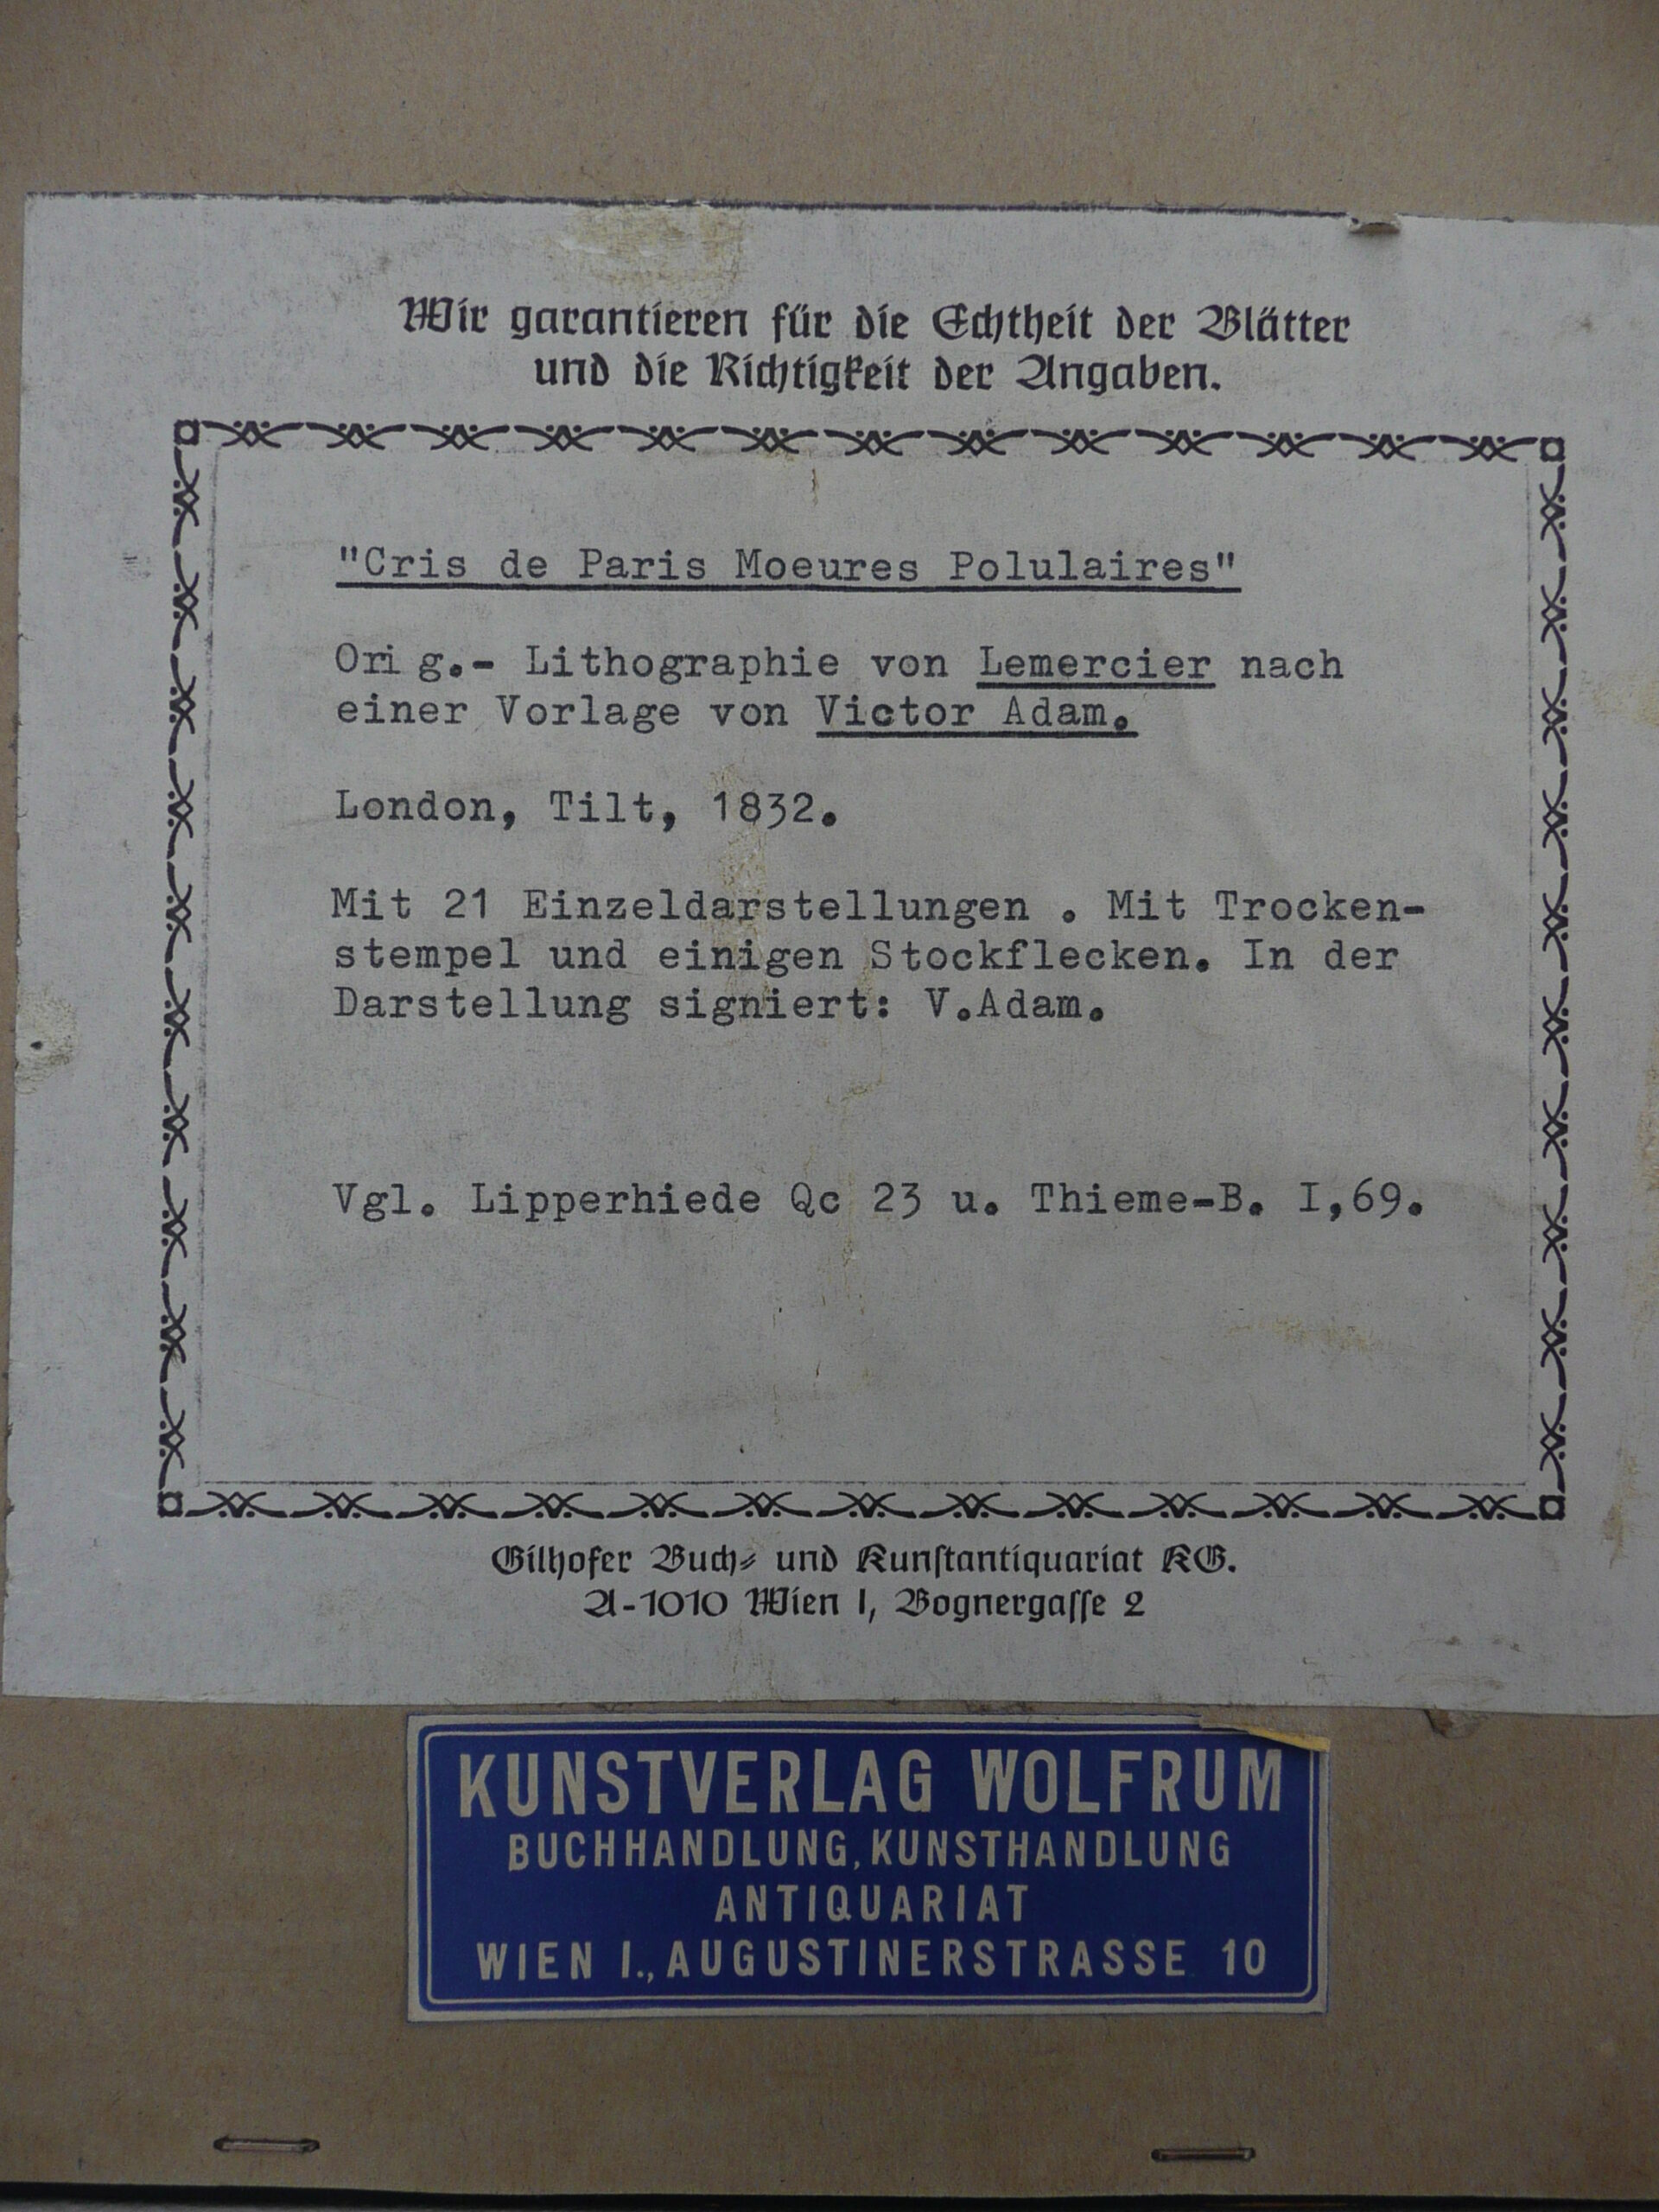 Wir garantieren für die Echtheit der Blätter
und die Richtigkeit der Angaben.
"Cris de Paris Moeures Polulaires"
Orig.- Lithographie von Lemercier nach
einer Vorlage von Victor Adam.
London, Tilt, 1832.
Mit 21 Einzeldarstellungen . Mit Trocken-
stempel und einigen Stockflecken. In der
Darstellung signiert: V.Adam.
Vgl. Lipperhiede Qc 23 u. Thieme-B. I,69.
Gilhofer Buch- und Kunstantiquariat KG.
A-1010 Wien I, Bognergasse 2
KUNSTVERLAG WOLFRUM
BUCHHANDLUNG, KUNSTHANDLUNG
ANTIQUARIAT
WIEN I., AUGUSTINERSTRASSE 10